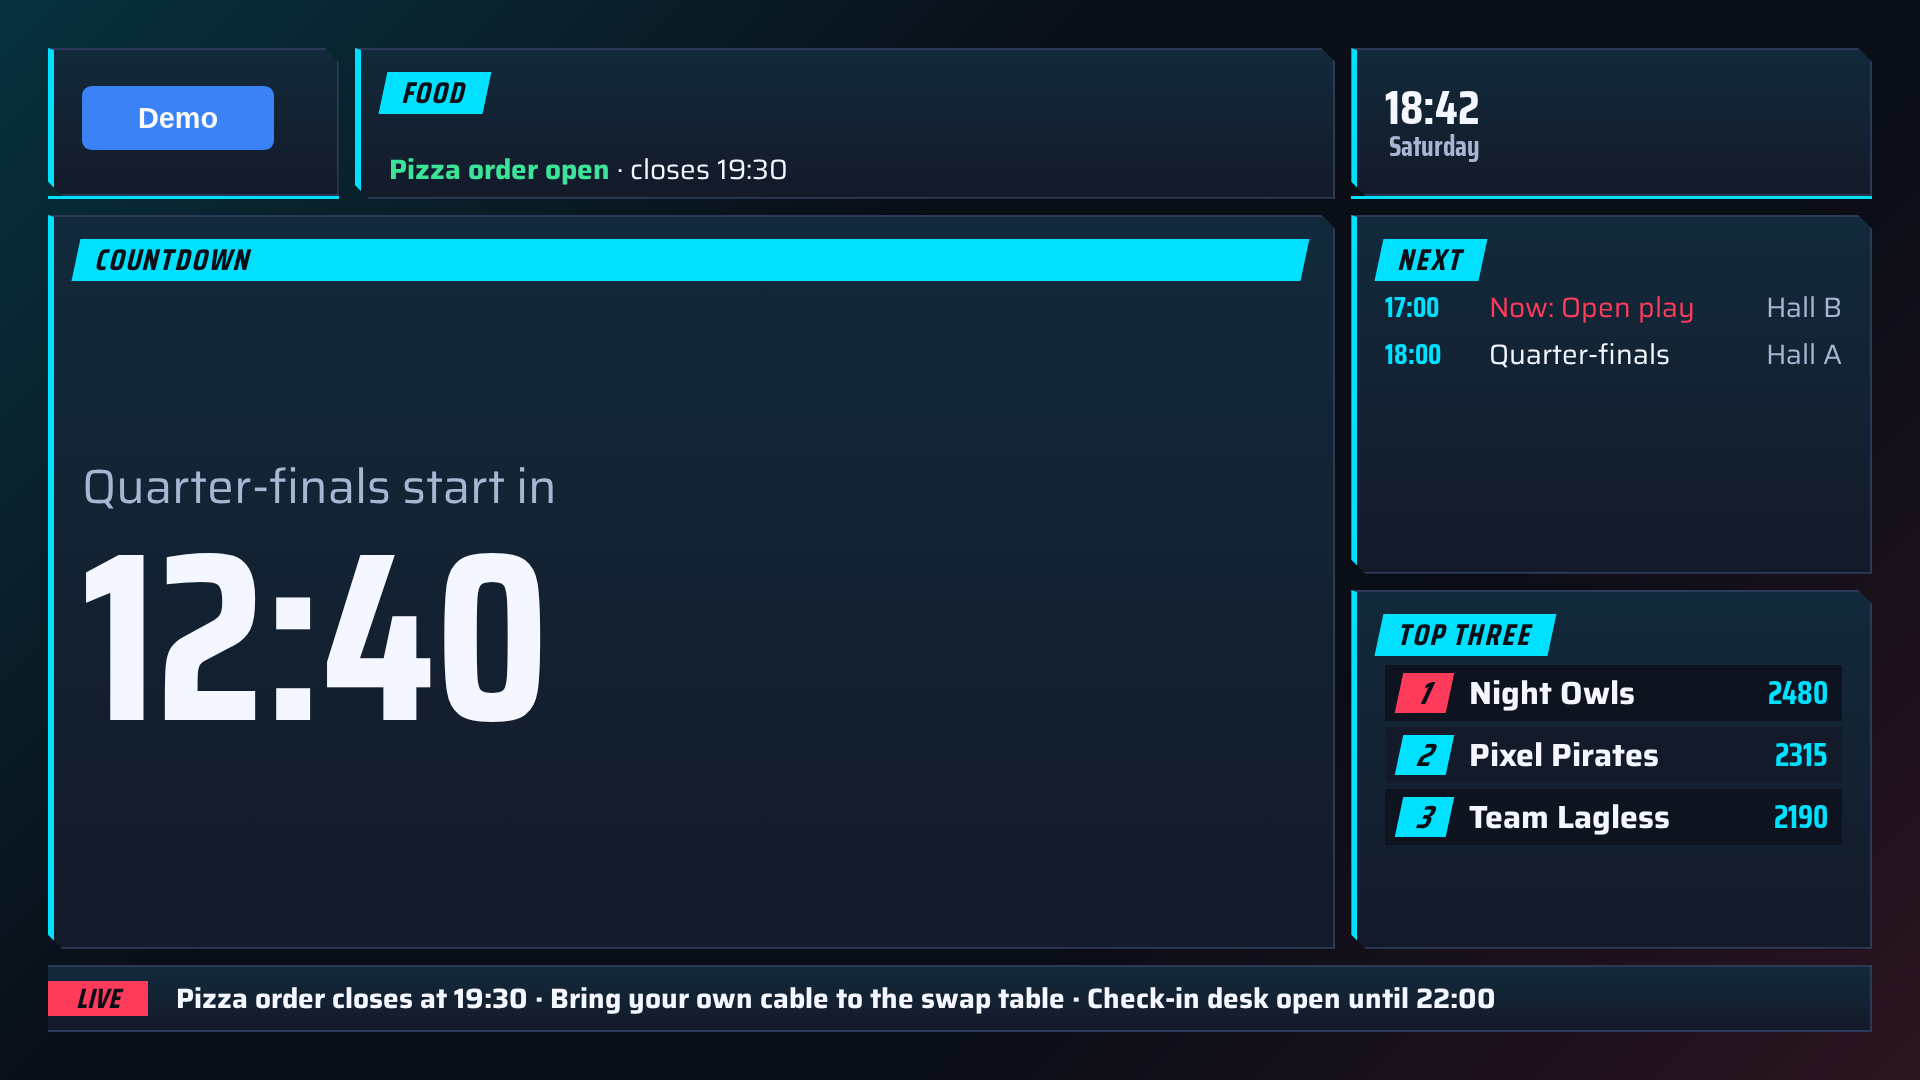 Demo
FOOD
Pizza order open · closes 19:30
18:42
Saturday
COUNTDOWN
Quarter-finals start in
12:40
NEXT
17:00 Now: Open play Hall B
18:00 Quarter-finals Hall A
TOP THREE
1 Night Owls 2480
2 Pixel Pirates 2315
3 Team Lagless 2190
LIVE Pizza order closes at 19:30 · Bring your own cable to the swap table · Check-in desk open until 22:00